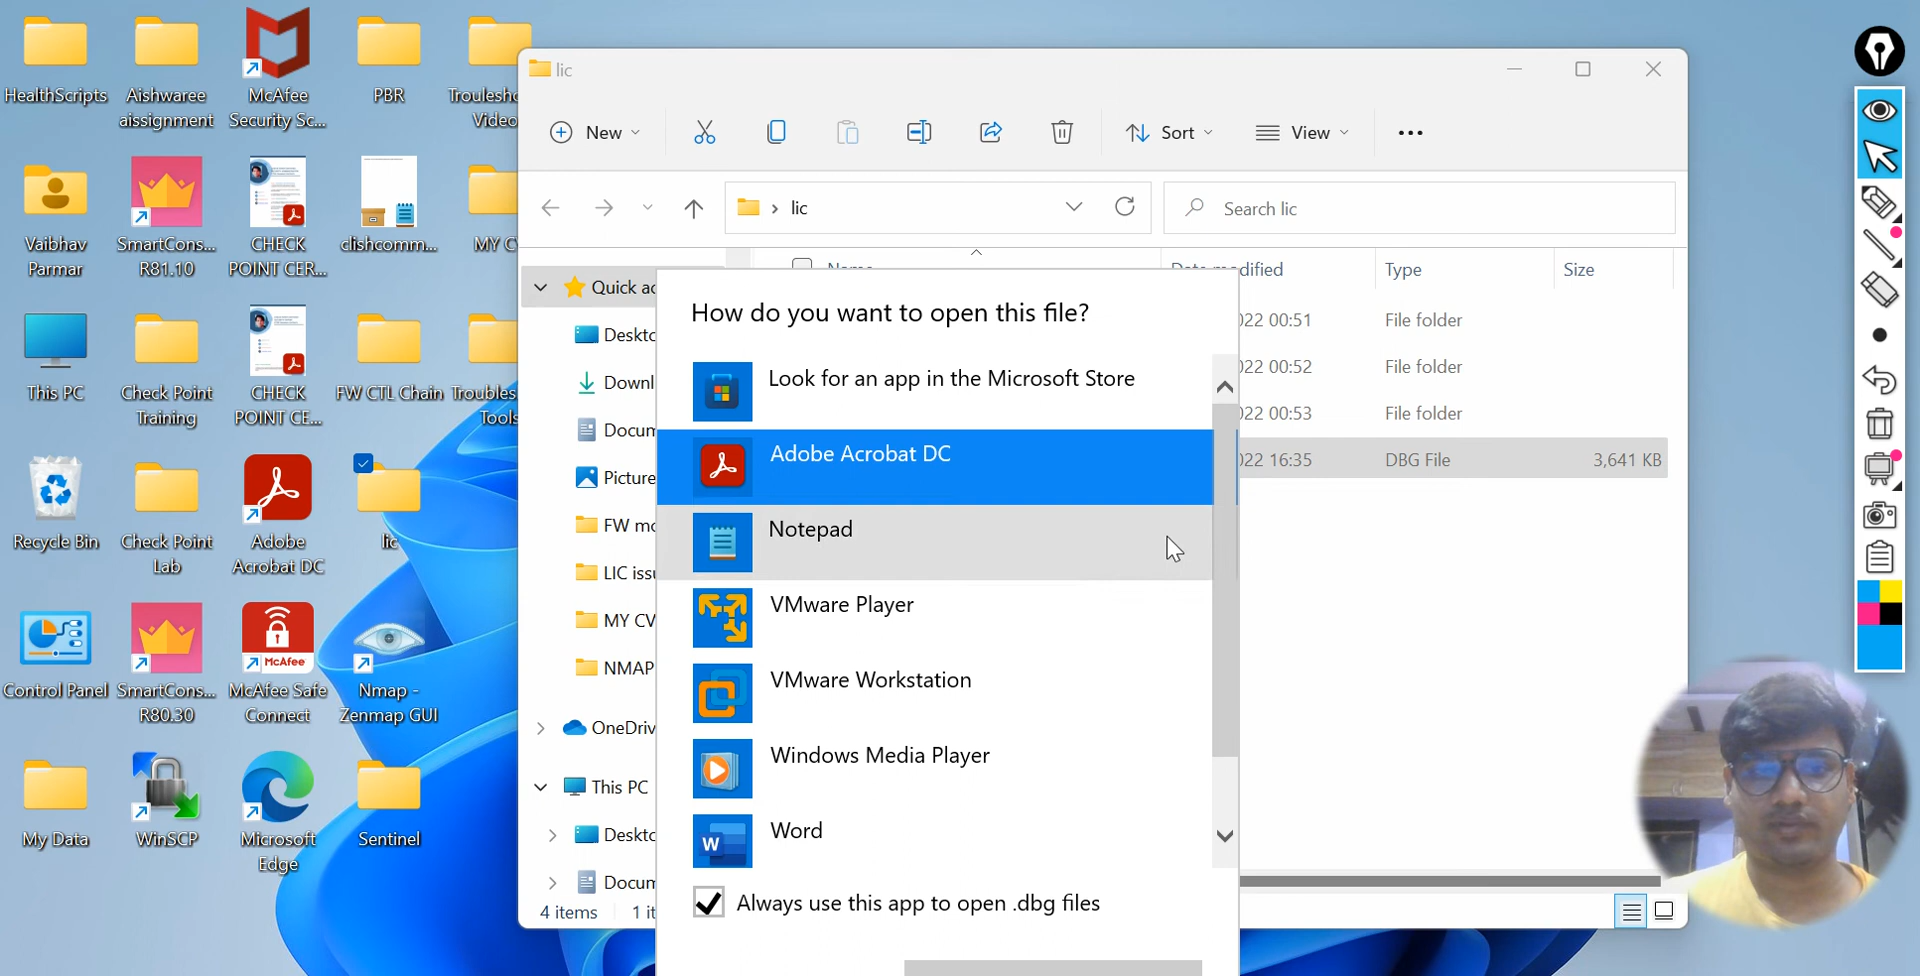 HealthScripts
Aishwaree
aissignment
McAfee
Security Sc...
PBR
Vaibhav
Parmar
SmartCons...
R81.10
CHECK
POINT CER...
clishcomm...
This PC
Check Point
Training
CHECK
POINT CE...
FW CTL Chain
Troubles
Tools
Recycle Bin
Check Point
Lab
Adobe
Acrobat DC
lic
Control Panel
SmartCons...
R80.30
McAfee
McAfee Safe
Connect
Nmap -
Zenmap GUI
My Data
WinSCP
Microsoft
Edge
Sentinel
Video
MY C
lic
New
Sort
View
lic
Search lic
Name
Date modified
Type
Size
Quick ac
Deskto
Downl
Docum
Picture
FW mo
LIC issu
MY CV
NMAP
OneDriv
This PC
Deskto
Docum
022 00:51
File folder
022 00:52
File folder
022 00:53
File folder
022 16:35
DBG File
3,641 KB
How do you want to open this file?
Look for an app in the Microsoft Store
Adobe Acrobat DC
Notepad
VMware Player
VMware Workstation
Windows Media Player
W
Word
Always use this app to open .dbg files
4 items
1 it